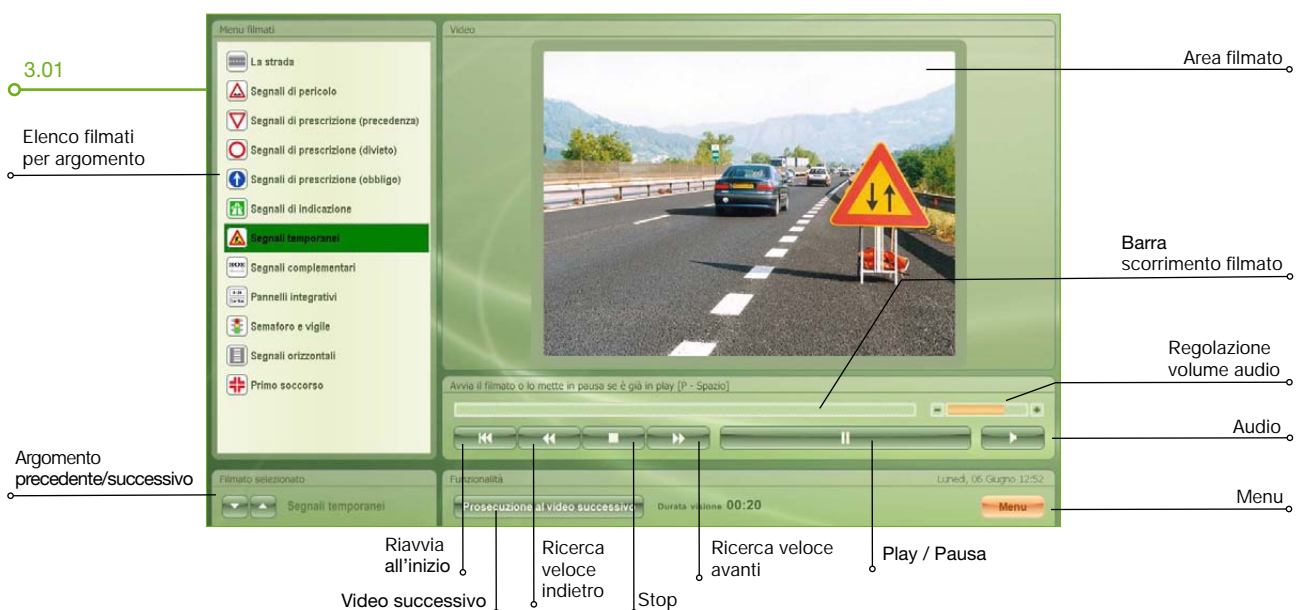 3.01
Elenco filmati
per argomento
Argomento
precedente/successivo
Menu filmati
La strada
Segnali di pericolo
Segnali di prescrizione (precedenza)
Segnali di prescrizione (divieto)
Segnali di prescrizione (obbligo)
Segnali di indicazione
Segnali temporanei
Segnali complementari
Pannelli integrativi
Semaforo e vigile
Segnali orizzontali
Primo soccorso
Filmato selezionato
Segnali temporanei
Video
Avvia il filmato o lo mette in pausa se è già in play [P - Spazio]
Funzionalità
Lunedì, 06 Giugno 12:52
Prosecuzione al video successivo
Durata visione 00:20
Menu
Area filmato
Barra
scorrimento filmato
Regolazione
volume audio
Audio
Menu
Riavvia
all'inizio
Video successivo
Ricerca
veloce
indietro
Stop
Ricerca veloce
avanti
Play / Pausa